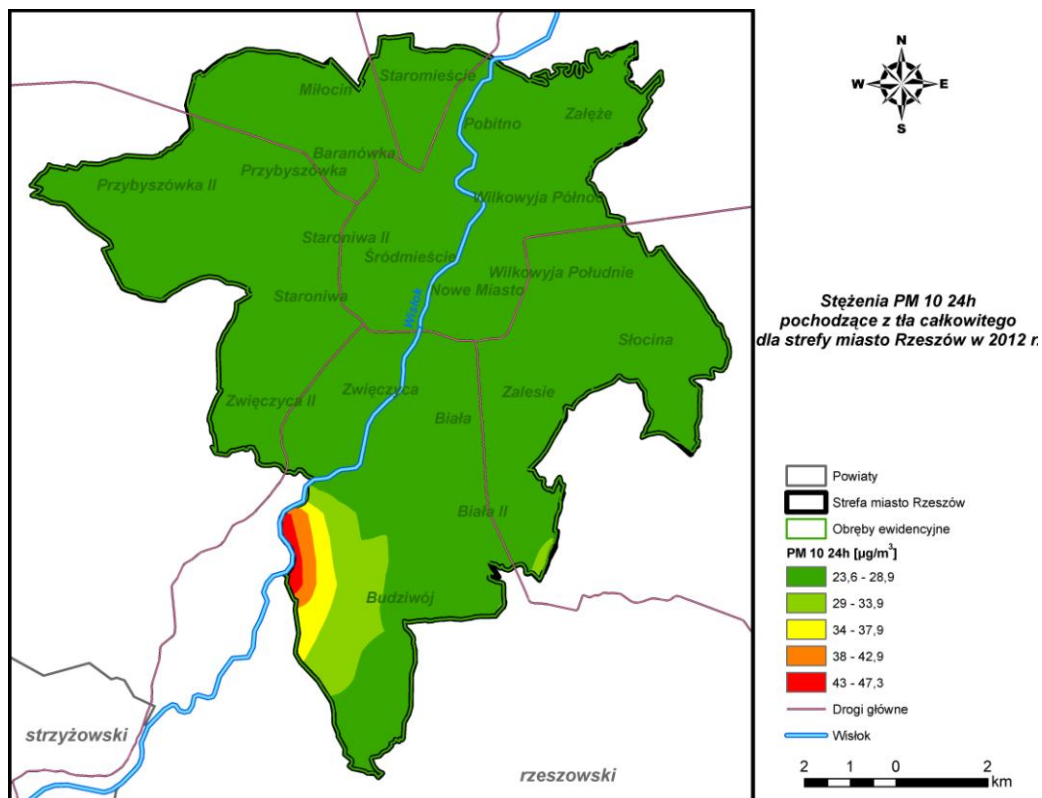 Staromieście
Miłocin
Załęże
Pobitno
Baranówka
Przybyszówka
Przybyszówka II
Wilkowyja Północ
Staroniwa II
Śródmieście
Wilkowyja Południe
Nowe Miasto
Staroniwa
Wisłok
Słocina
Zwięczyca
Zalesie
Zwięczyca II
Biała
Biała II
Budziwój
strzyżowski
rzeszowski
N
W E
S
Stężenia PM 10 24h
pochodzące z tła całkowitego
dla strefy miasto Rzeszów w 2012 r.
Powiaty
Strefa miasto Rzeszów
Obręby ewidencyjne
PM 10 24h [µg/m³]
23,6 - 28,9
29 - 33,9
34 - 37,9
38 - 42,9
43 - 47,3
Drogi główne
Wisłok
2 1 0 2
km